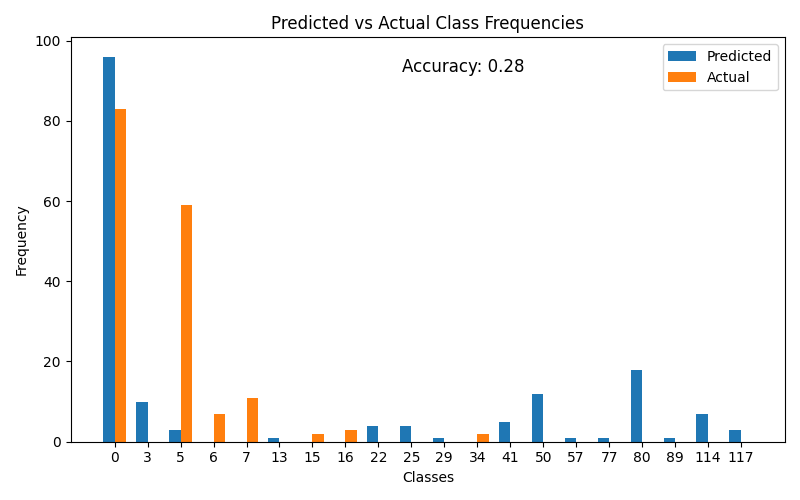 Predicted vs Actual Class Frequencies
Accuracy: 0.28
Predicted
Actual
Frequency
100
80
60
40
20
0
0 3 5 6 7 13 15 16 22 25 29 34 41 50 57 77 80 89 114 117
Classes